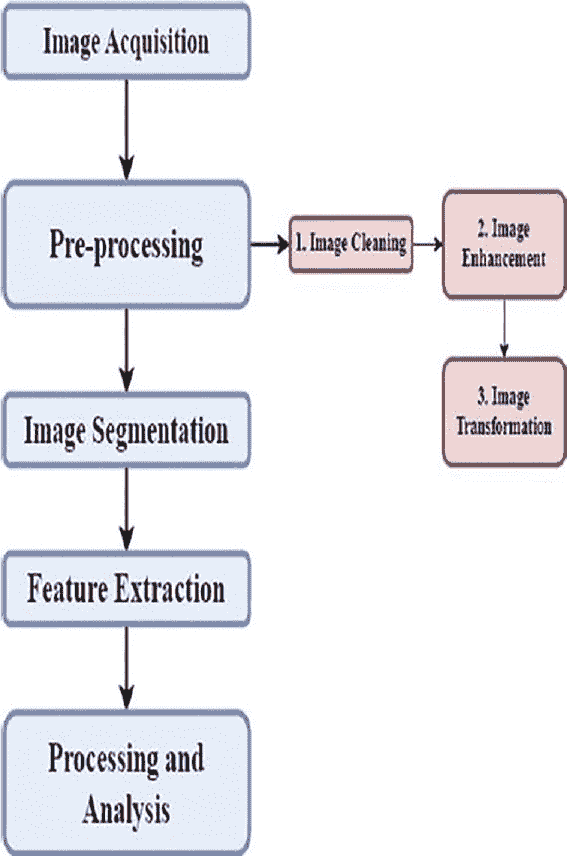 Image Acquisition
Pre-processing
1. Image Cleaning
2. Image
Enhancement
3. Image
Transformation
Image Segmentation
Feature Extraction
Processing and
Analysis